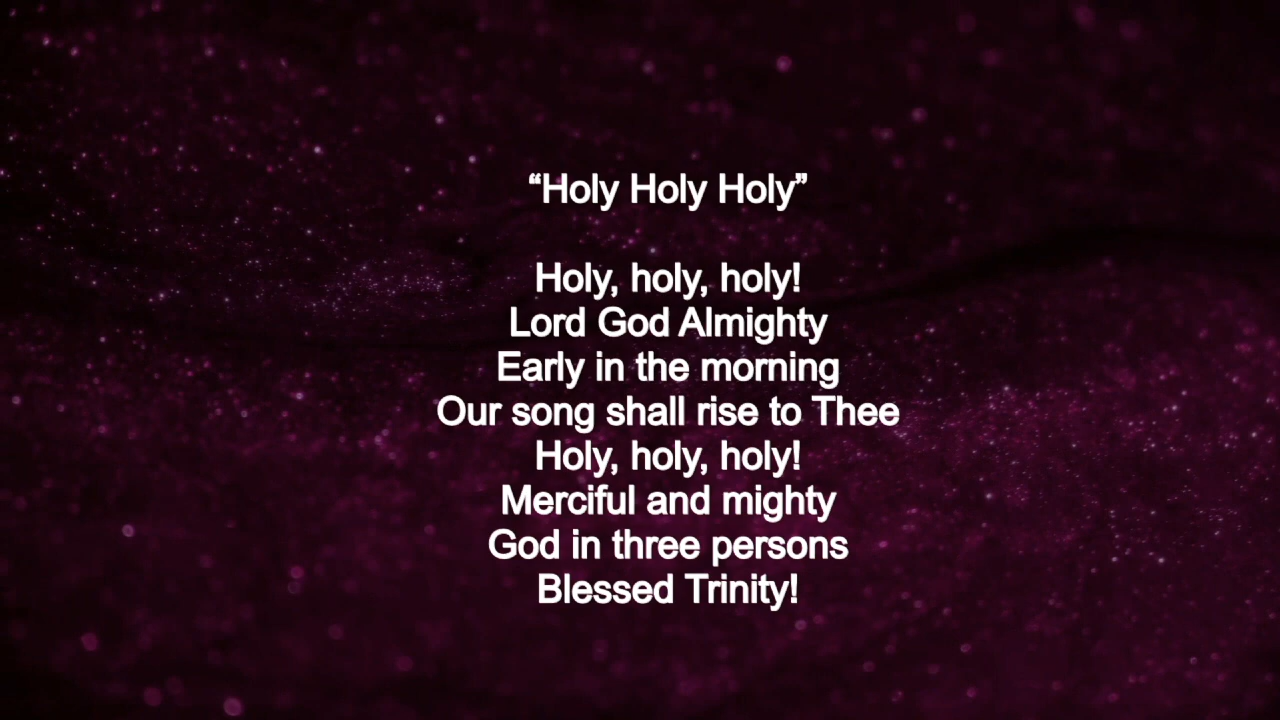 “Holy Holy Holy”
Holy, holy, holy!
Lord God Almighty
Early in the morning
Our song shall rise to Thee
Holy, holy, holy!
Merciful and mighty
God in three persons
Blessed Trinity!